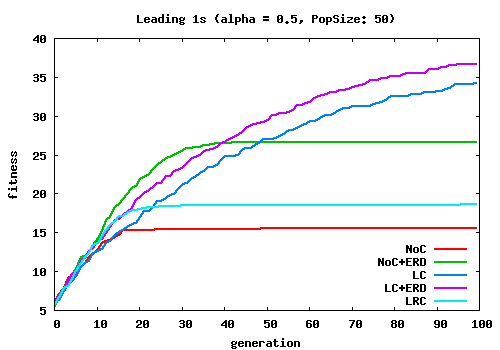 Leading 1s (alpha = 0.5, PopSize: 50)
40
35
30
25
20
15
10
5
fitness
NoC
NoC+ERD
LC
LC+ERD
LRC
0 10 20 30 40 50 60 70 80 90 100
generation